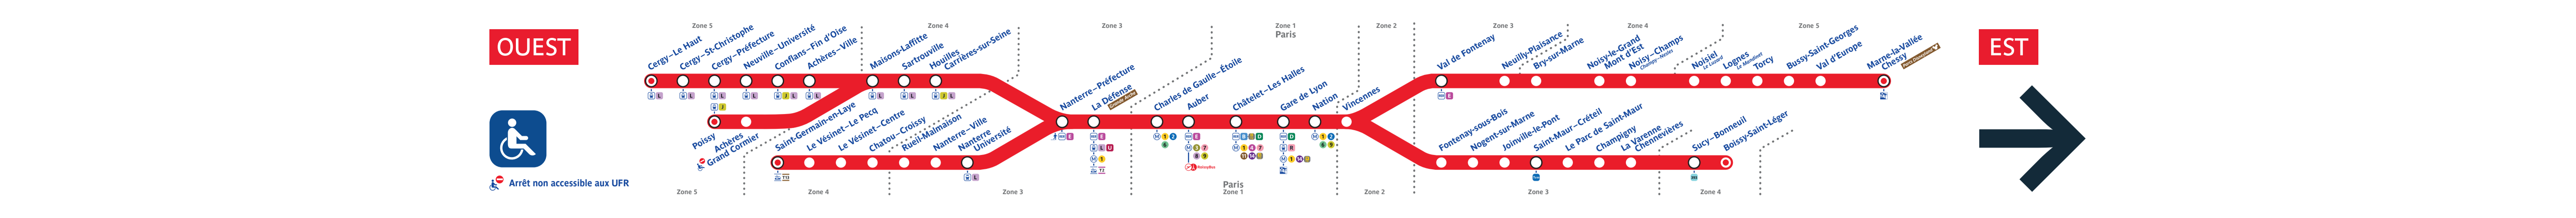 OUEST
Arrêt non accessible aux UFR
Zone 5
Zone 4
Zone 3
Zone 1
Paris
Zone 2
Zone 3
Zone 4
Zone 5
EST
Cergy–Le Haut
Cergy–St-Christophe
Cergy–Préfecture
Neuville–Université
Conflans–Fin d'Oise
Achères–Ville
Maisons-Laffitte
Sartrouville
Houilles
Carrières-sur-Seine
Poissy
Achères
Grand Cormier
Saint-Germain-en-Laye
Le Vésinet–Le Pecq
Le Vésinet–Centre
Chatou–Croissy
Rueil-Malmaison
Nanterre–Ville
Nanterre
Université
Nanterre–Préfecture
La Défense
Grande Arche
Charles de Gaulle–Étoile
Auber
Châtelet–Les Halles
Gare de Lyon
Nation
Vincennes
Val de Fontenay
Neuilly-Plaisance
Bry-sur-Marne
Noisy-le-Grand
Mont d'Est
Noisy–Champs
Noisiel
Le Luzard
Lognes
Le Mandinet
Torcy
Bussy-Saint-Georges
Val d'Europe
Marne-la-Vallée
Chessy
Fontenay-sous-Bois
Nogent-sur-Marne
Joinville-le-Pont
Saint-Maur–Créteil
Le Parc de Saint-Maur
Champigny
La Varenne
Chennevières
Sucy–Bonneuil
Boissy-Saint-Léger
Zone 5
Zone 4
Zone 3
Paris
Zone 1
Zone 2
Zone 3
Zone 4